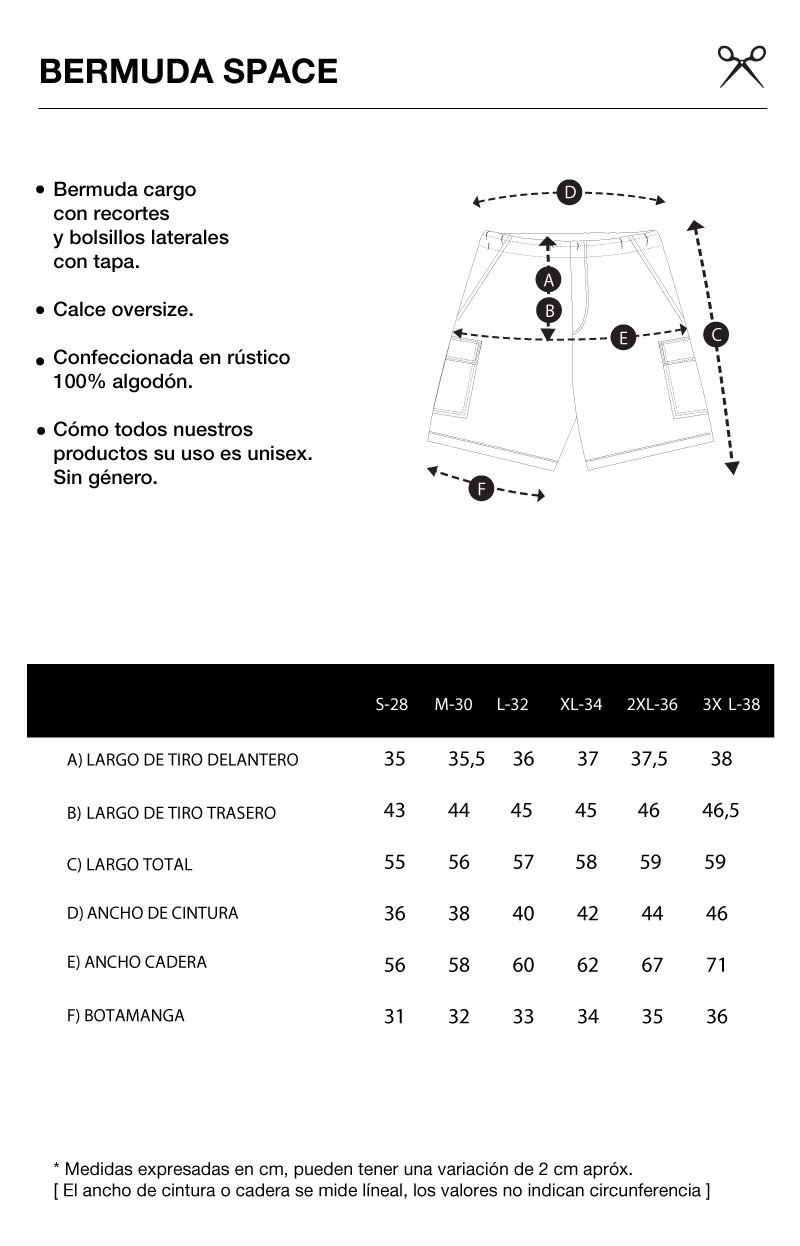 BERMUDA SPACE
• Bermuda cargo
con recortes
y bolsillos laterales
con tapa.
• Calce oversize.
• Confeccionada en rústico
100% algodón.
• Cómo todos nuestros
productos su uso es unisex.
Sin género.
D
A
B
E
C
F
S-28 M-30 L-32 XL-34 2XL-36 3X L-38
A) LARGO DE TIRO DELANTERO 35 35,5 36 37 37,5 38
B) LARGO DE TIRO TRASERO 43 44 45 45 46 46,5
C) LARGO TOTAL 55 56 57 58 59 59
D) ANCHO DE CINTURA 36 38 40 42 44 46
E) ANCHO CADERA 56 58 60 62 67 71
F) BOTAMANGA 31 32 33 34 35 36
* Medidas expresadas en cm, pueden tener una variación de 2 cm apróx.
[ El ancho de cintura o cadera se mide líneal, los valores no indican circunferencia ]